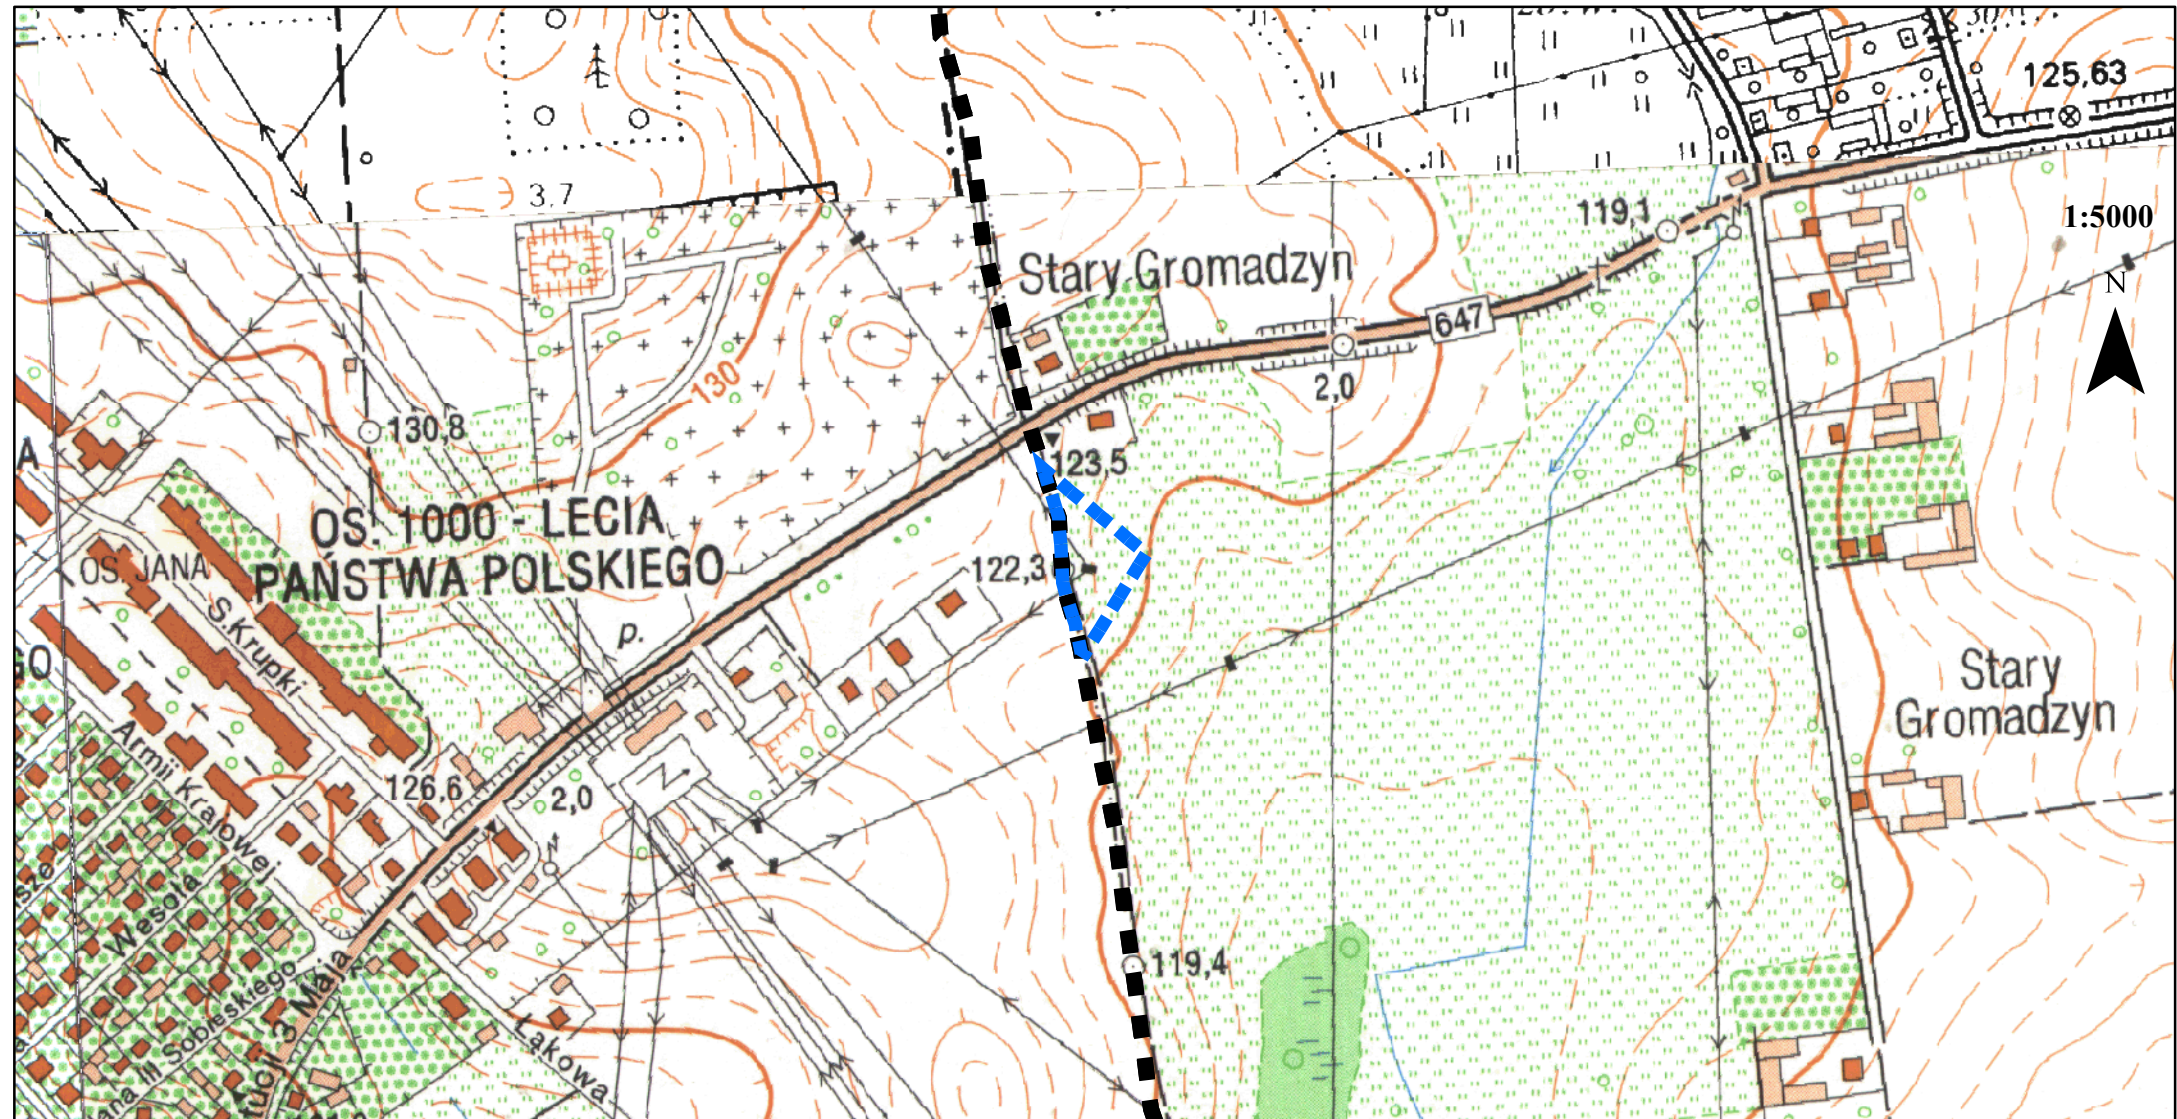 125,63
3,7
119,1
1:5000
Stary Gromadzyn
N
647
130
2,0
130,8
A
123,5
OS. 1000 - LECIA
PAŃSTWA POLSKIEGO
122,3
OS. JANA
S.Krupki
p.
GO
Stary
Gromadzyn
Armii Krajowej
126,6
2,0
Wesoła
119,4
Sobieskiego
3 Maja
Łąkowa